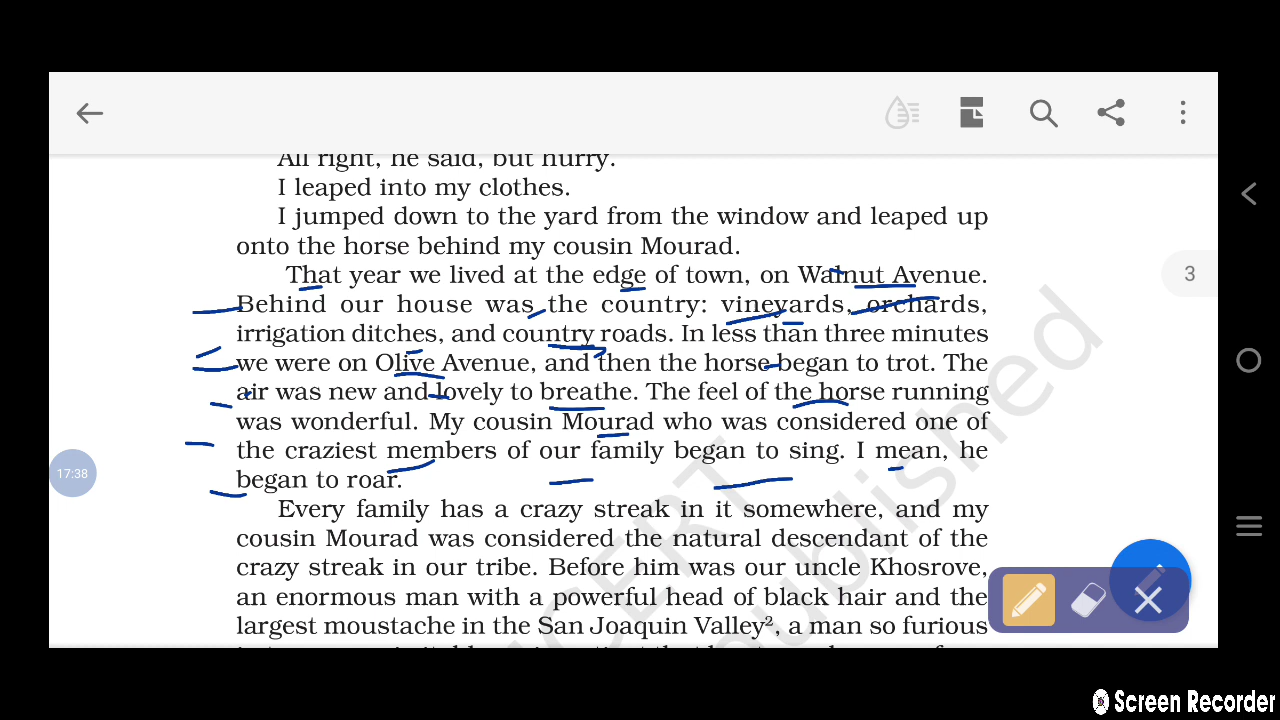 All right, he said, but hurry.
I leaped into my clothes.
I jumped down to the yard from the window and leaped up
onto the horse behind my cousin Mourad.
That year we lived at the edge of town, on Walnut Avenue.
Behind our house was the country: vineyards, orchards,
irrigation ditches, and country roads. In less than three minutes
we were on Olive Avenue, and then the horse began to trot. The
air was new and lovely to breathe. The feel of the horse running
was wonderful. My cousin Mourad who was considered one of
the craziest members of our family began to sing. I mean, he
began to roar.
Every family has a crazy streak in it somewhere, and my
cousin Mourad was considered the natural descendant of the
crazy streak in our tribe. Before him was our uncle Khosrove,
an enormous man with a powerful head of black hair and the
largest moustache in the San Joaquin Valley², a man so furious
3
17:38
Screen Recorder